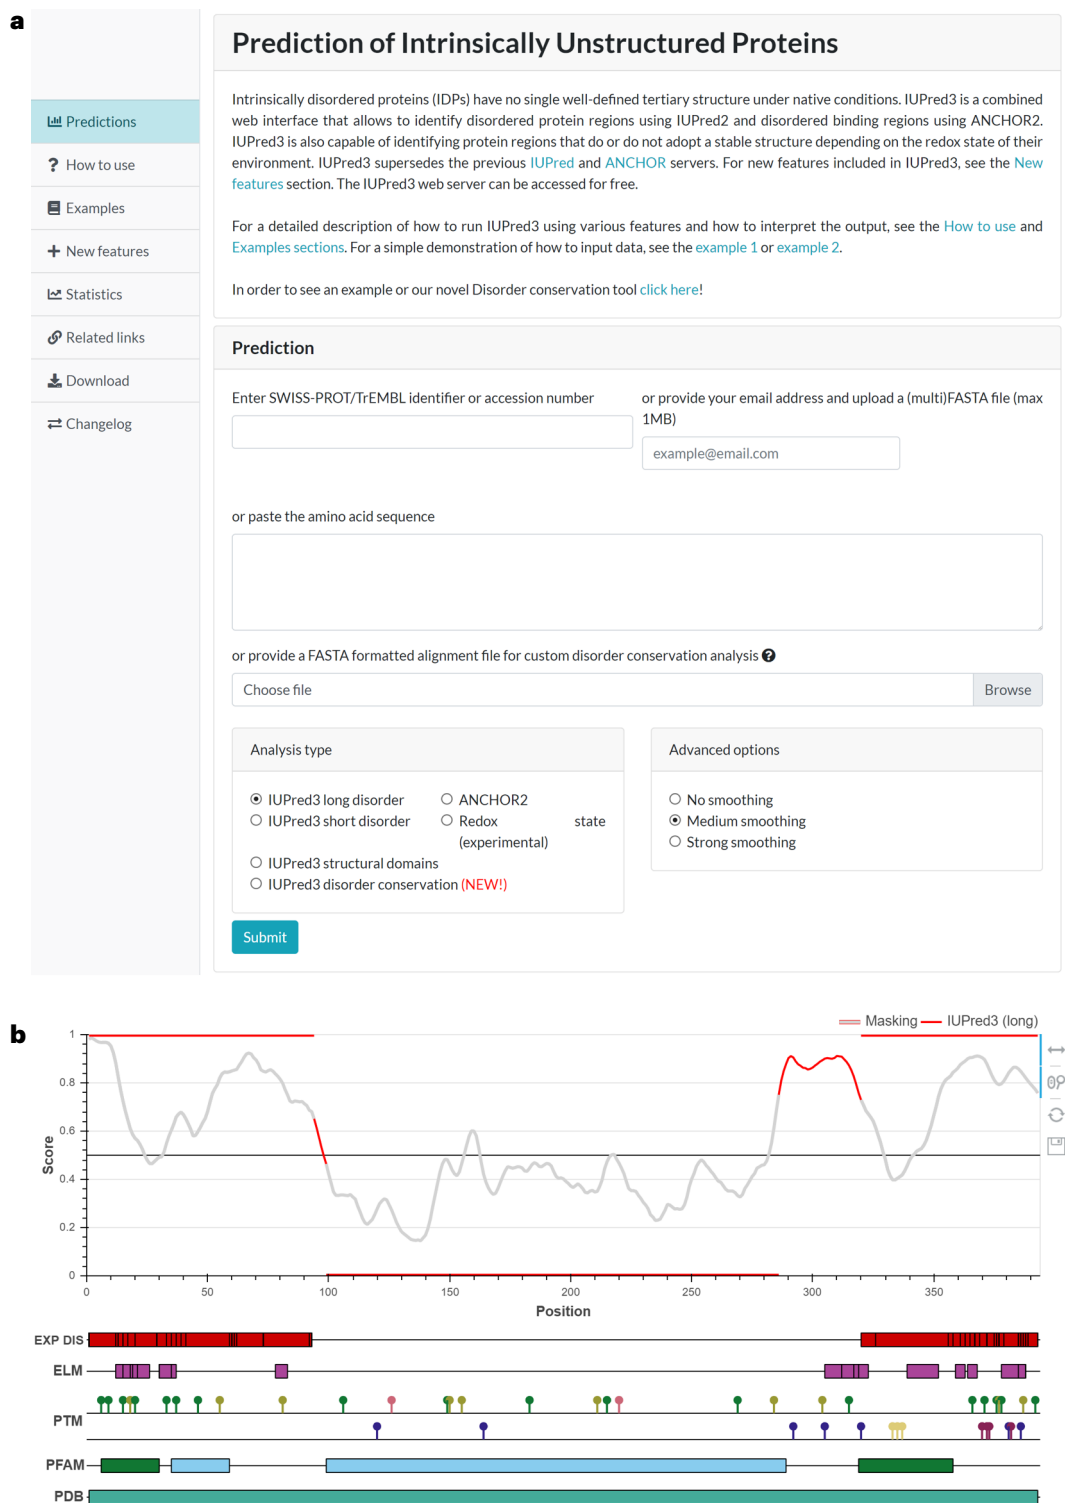 a
Prediction of Intrinsically Unstructured Proteins
Intrinsically disordered proteins (IDPs) have no single well-defined tertiary structure under native conditions. IUPred3 is a combined
web interface that allows to identify disordered protein regions using IUPred2 and disordered binding regions using ANCHOR2.
IUPred3 is also capable of identifying protein regions that do or do not adopt a stable structure depending on the redox state of their
environment. IUPred3 supersedes the previous IUPred and ANCHOR servers. For new features included in IUPred3, see the New
features section. The IUPred3 web server can be accessed for free.
For a detailed description of how to run IUPred3 using various features and how to interpret the output, see the How to use and
Examples sections. For a simple demonstration of how to input data, see the example 1 or example 2.
In order to see an example or our novel Disorder conservation tool click here!
Predictions
How to use
Examples
New features
Statistics
Related links
Download
Changelog
Prediction
Enter SWISS-PROT/TrEMBL identifier or accession number
or provide your email address and upload a (multi)FASTA file (max
1MB)
example@email.com
or paste the amino acid sequence
or provide a FASTA formatted alignment file for custom disorder conservation analysis ?
Choose file
Browse
Analysis type
IUPred3 long disorder
ANCHOR2
IUPred3 short disorder
Redox state
(experimental)
IUPred3 structural domains
IUPred3 disorder conservation (NEW!)
Advanced options
No smoothing
Medium smoothing
Strong smoothing
Submit
b
Masking
IUPred3 (long)
1
0.8
0.6
0.4
0.2
0
Score
0 50 100 150 200 250 300 350
Position
EXP DIS
ELM
PTM
PFAM
PDB